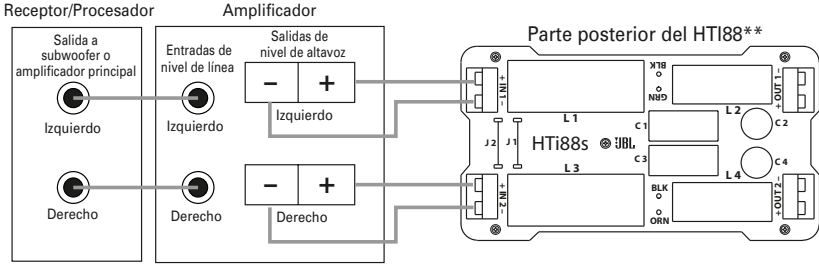 Receptor/Procesador
Amplificador
Salida a
subwoofer o
amplificador principal
Izquierdo
Derecho
Entradas de
nivel de línea
Izquierdo
Derecho
Salidas de
nivel de altavoz
– +
Izquierdo
– +
Derecho
Parte posterior del HTI88**
+ IN 1 –
L 1
BLK
GRN
+ OUT 1 –
L 2
C 1
C 2
J 2
J 1
HTi88s
JBL
C 3
C 4
L 3
L 4
+ IN 2 –
BLK
ORN
+ OUT 2 –